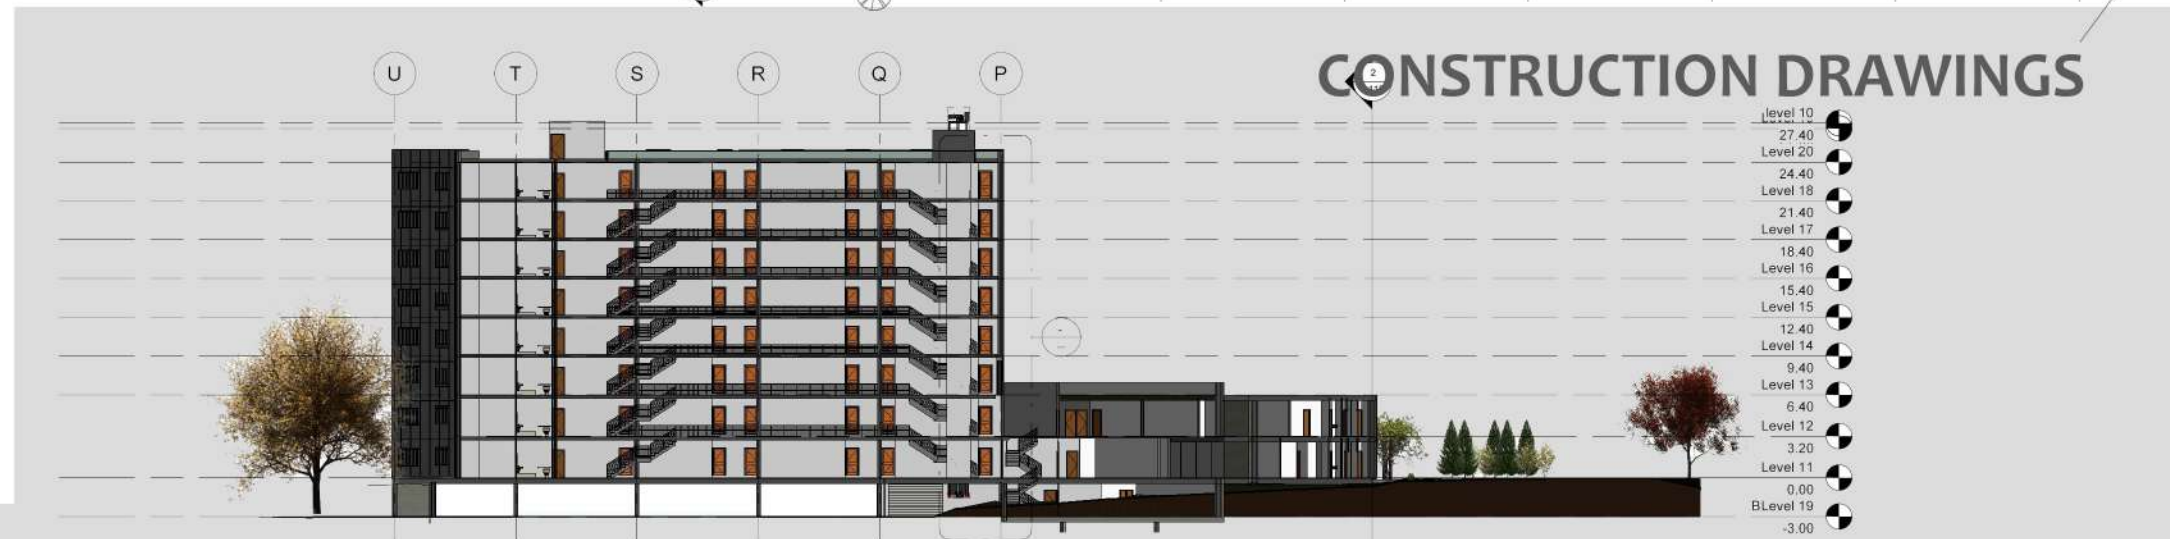 U T S R Q P
CONSTRUCTION DRAWINGS
2
level 10
27.40
Level 20
24.40
Level 18
21.40
Level 17
18.40
Level 16
15.40
Level 15
12.40
Level 14
9.40
Level 13
6.40
Level 12
3.20
Level 11
0.00
BLevel 19
-3.00